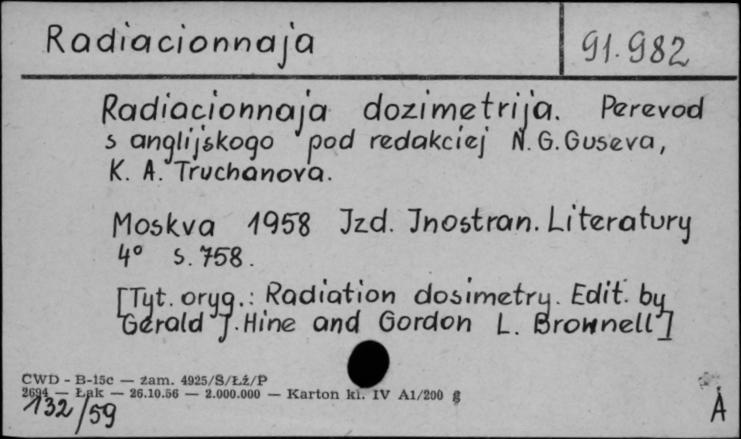 Radiacionnaja
91.982
Radiacionnaja dozimetrija. Perevod
s anglijskogo pod redakciej N. G. Guseva,
K. A. Truchanova.
Moskva 1958 Jzd. Jnostran. Literatury
4° s. 758.
[Tyt. oryg.: Radiation dosimetry. Edit. by
Gerald J. Hine and Gordon L. Brownell]
CWD - B-15c — zam. 4925/S/Łź/P
2694 — Łąk — 26.10.56 — 2.000.000 — Karton kl. IV A1/200 g
132/59
A